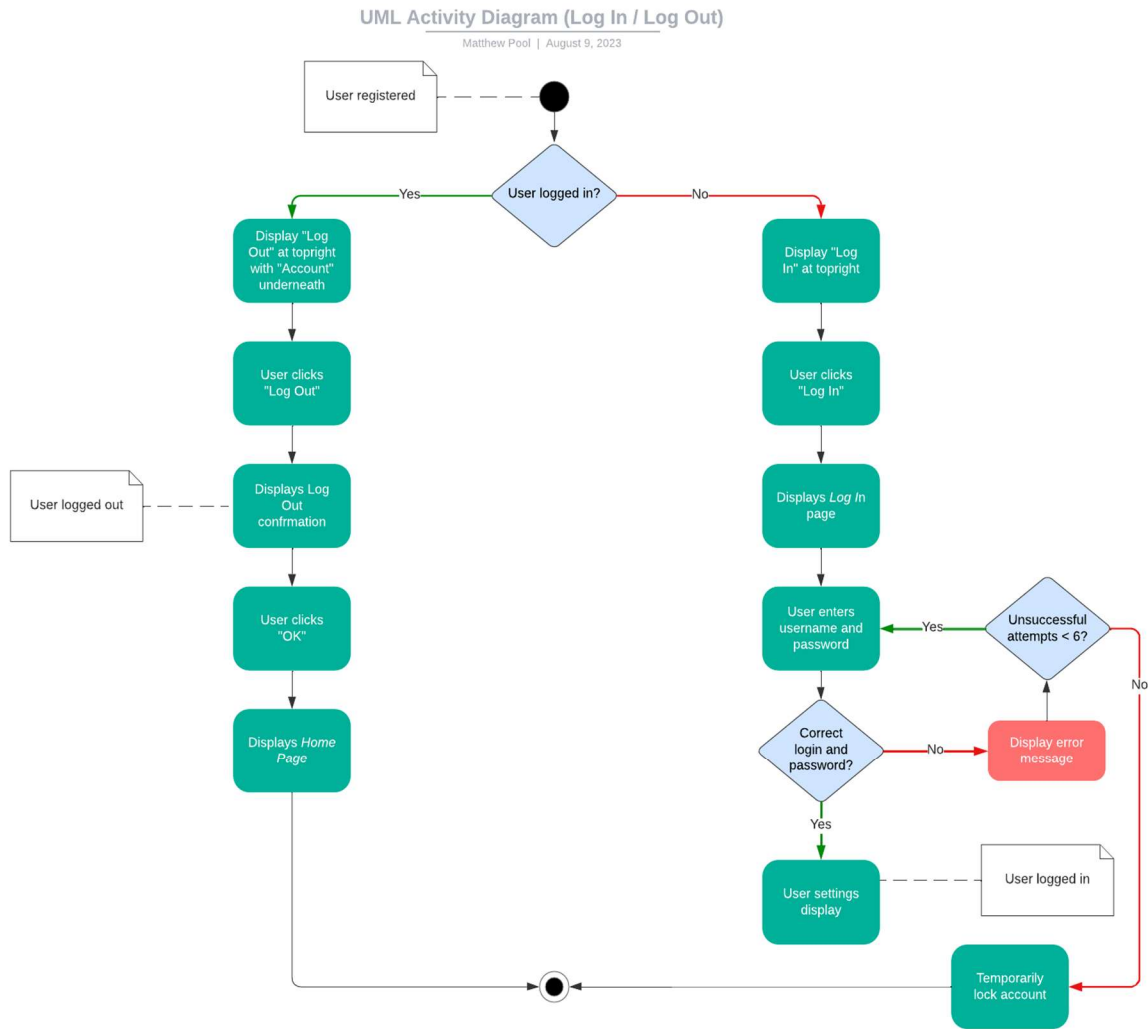 UML Activity Diagram (Log In / Log Out)
Matthew Pool | August 9, 2023
User registered
User logged in?
Yes
No
Display "Log
Out" at topright
with "Account"
underneath
Display "Log
In" at topright
User clicks
"Log Out"
User clicks
"Log In"
User logged out
Displays Log
Out
confrmation
Displays Log In
page
User clicks
"OK"
User enters
username and
password
Yes
Unsuccessful
attempts < 6?
No
Displays Home
Page
Correct
login and
password?
No
Display error
message
Yes
User settings
display
User logged in
Temporarily
lock account